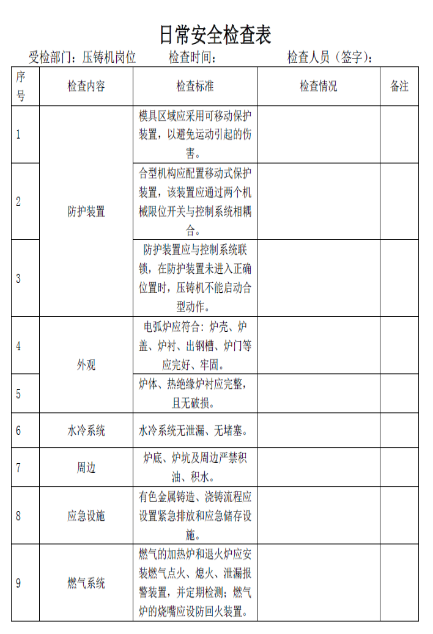 日常安全检查表
受检部门：压铸机岗位 检查时间： 检查人员（签字）：
序号 检查内容 检查标准 检查情况 备注
1 防护装置 模具区域应采用可移动保护
装置，以避免运动引起的伤
害。
2 合型机构应配置移动式保护
装置，该装置应通过两个机
械限位开关与控制系统相耦
合。
3 防护装置应与控制系统联
锁，在防护装置未进入正确
位置时，压铸机不能启动合
型动作。
4 外观 电弧炉应符合：炉壳、炉
盖、炉衬、出钢槽、炉门等
应完好、牢固。
5 炉体、热绝缘炉衬应完整，
且无破损。
6 水冷系统 水冷系统无泄漏、无堵塞。
7 周边 炉底、炉坑及周边严禁积
油、积水。
8 应急设施 有色金属铸造、浇铸流程应
设置紧急排放和应急储存设
施。
9 燃气系统 燃气的加热炉和退火炉应安
装燃气点火、熄火、泄漏报
警装置，并定期检测；燃气
炉的烧嘴应设防回火装置。